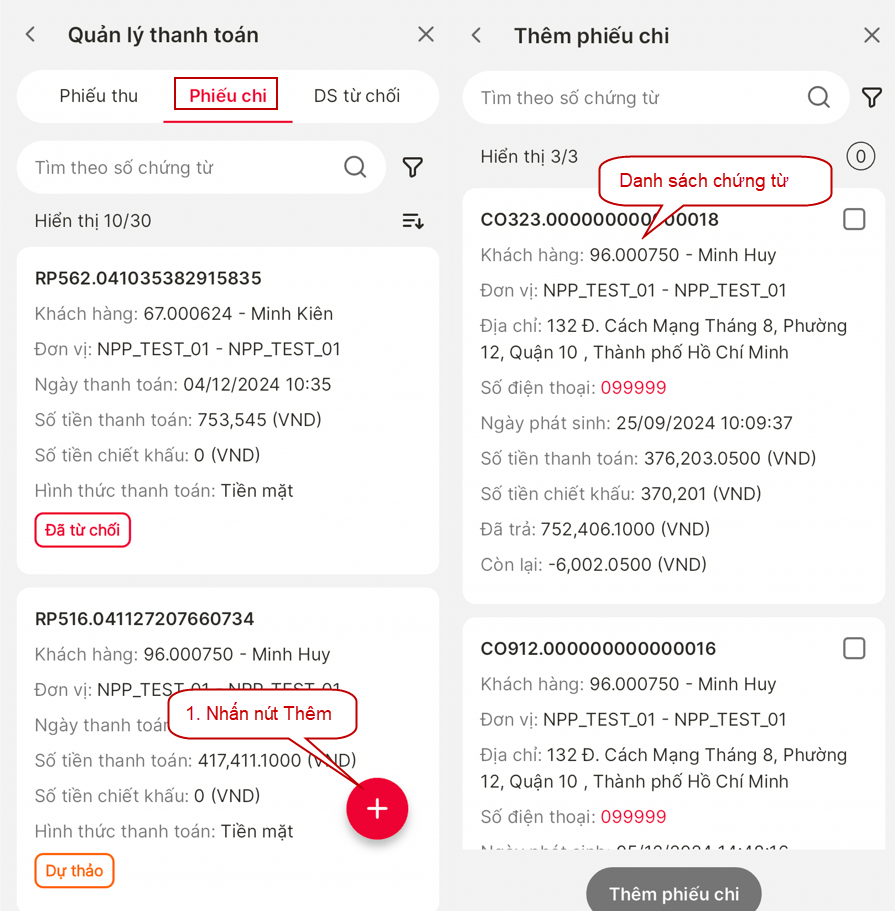 Quản lý thanh toán
Phiếu thu
Phiếu chi
DS từ chối
Tìm theo số chứng từ
Hiển thị 10/30
RP562.041035382915835
Khách hàng: 67.000624 - Minh Kiên
Đơn vị: NPP_TEST_01 - NPP_TEST_01
Ngày thanh toán: 04/12/2024 10:35
Số tiền thanh toán: 753,545 (VND)
Số tiền chiết khấu: 0 (VND)
Hình thức thanh toán: Tiền mặt
Đã từ chối
RP516.041127207660734
Khách hàng: 96.000750 - Minh Huy
Đơn vị: NPP_TEST_01 - NPP_TEST_01
1. Nhấn nút Thêm
Ngày thanh toán
Số tiền thanh toán: 417,411.1000 (VND)
Số tiền chiết khấu: 0 (VND)
Hình thức thanh toán: Tiền mặt
Dự thảo
Thêm phiếu chi
Tìm theo số chứng từ
Hiển thị 3/3
0
Danh sách chứng từ
CO323.000000000000018
Khách hàng: 96.000750 - Minh Huy
Đơn vị: NPP_TEST_01 - NPP_TEST_01
Địa chỉ: 132 Đ. Cách Mạng Tháng 8, Phường
12, Quận 10 , Thành phố Hồ Chí Minh
Số điện thoại: 099999
Ngày phát sinh: 25/09/2024 10:09:37
Số tiền thanh toán: 376,203.0500 (VND)
Số tiền chiết khấu: 370,201 (VND)
Đã trả: 752,406.1000 (VND)
Còn lại: -6,002.0500 (VND)
CO912.000000000000016
Khách hàng: 96.000750 - Minh Huy
Đơn vị: NPP_TEST_01 - NPP_TEST_01
Địa chỉ: 132 Đ. Cách Mạng Tháng 8, Phường
12, Quận 10 , Thành phố Hồ Chí Minh
Số điện thoại: 099999
Ngày phát sinh:
Thêm phiếu chi